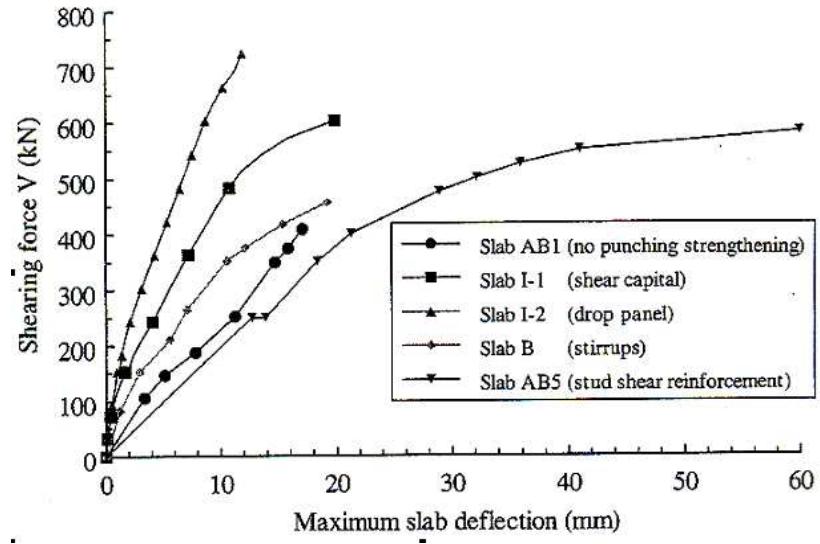 800
700
600
500
400
300
200
100
0
Shearing force V (kN)
Slab AB1 (no punching strengthening)
Slab I-1 (shear capital)
Slab I-2 (drop panel)
Slab B (stirrups)
Slab AB5 (stud shear reinforcement)
0 10 20 30 40 50 60
Maximum slab deflection (mm)